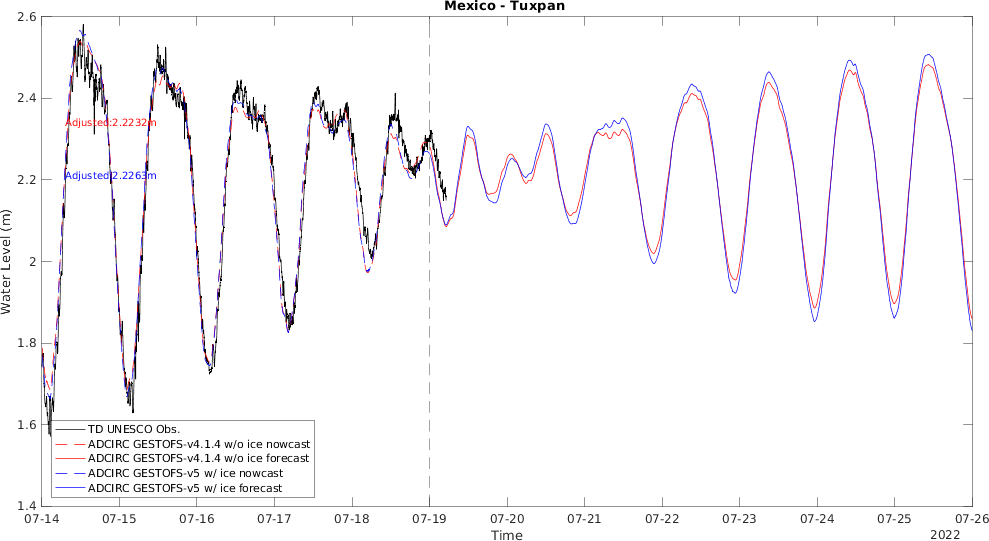 Mexico - Tuxpan
2.6
2.4
2.2
2
1.8
1.6
1.4
Water Level (m)
Adjusted:2.2232m
Adjusted:2.2263m
TD UNESCO Obs.
ADCIRC GESTOFS-v4.1.4 w/o ice nowcast
ADCIRC GESTOFS-v4.1.4 w/o ice forecast
ADCIRC GESTOFS-v5 w/ ice nowcast
ADCIRC GESTOFS-v5 w/ ice forecast
07-14 07-15 07-16 07-17 07-18 07-19 07-20 07-21 07-22 07-23 07-24 07-25 07-26
Time
2022